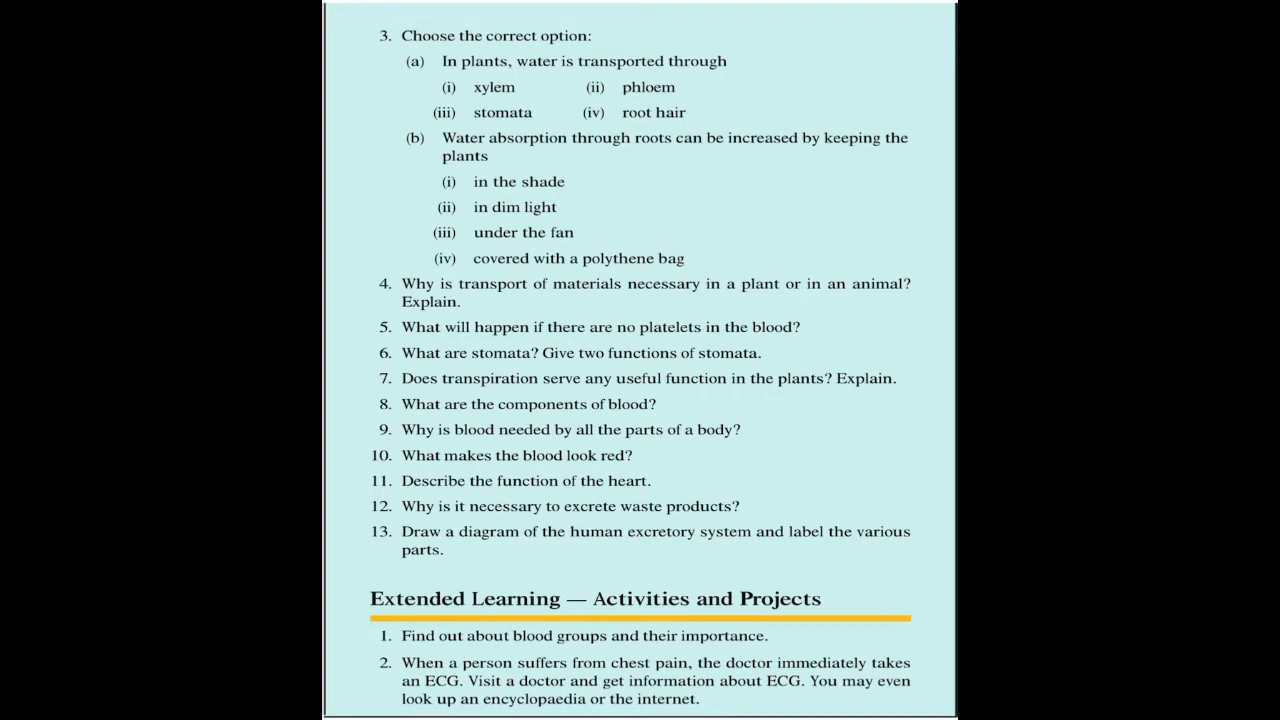 3. Choose the correct option:
(a) In plants, water is transported through
(i) xylem (ii) phloem
(iii) stomata (iv) root hair
(b) Water absorption through roots can be increased by keeping the
plants
(i) in the shade
(ii) in dim light
(iii) under the fan
(iv) covered with a polythene bag
4. Why is transport of materials necessary in a plant or in an animal?
Explain.
5. What will happen if there are no platelets in the blood?
6. What are stomata? Give two functions of stomata.
7. Does transpiration serve any useful function in the plants? Explain.
8. What are the components of blood?
9. Why is blood needed by all the parts of a body?
10. What makes the blood look red?
11. Describe the function of the heart.
12. Why is it necessary to excrete waste products?
13. Draw a diagram of the human excretory system and label the various
parts.
Extended Learning — Activities and Projects
1. Find out about blood groups and their importance.
2. When a person suffers from chest pain, the doctor immediately takes
an ECG. Visit a doctor and get information about ECG. You may even
look up an encyclopaedia or the internet.